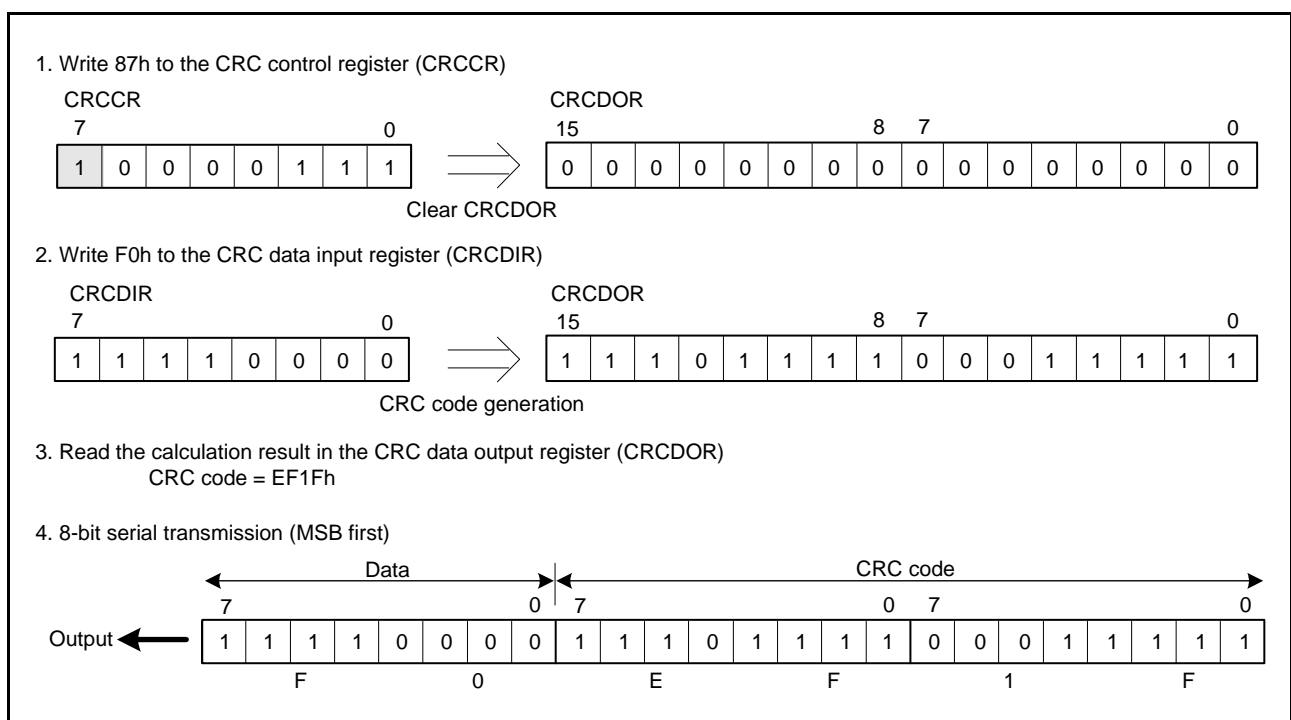 1. Write 87h to the CRC control register (CRCCR)
CRCCR CRCDOR
7 0 15 8 7 0
1 0 0 0 0 1 1 1 0 0 0 0 0 0 0 0 0 0 0 0 0 0 0 0
Clear CRCDOR
2. Write F0h to the CRC data input register (CRCDIR)
CRCDIR CRCDOR
7 0 15 8 7 0
1 1 1 1 0 0 0 0 1 1 1 0 1 1 1 1 0 0 0 1 1 1 1 1
CRC code generation
3. Read the calculation result in the CRC data output register (CRCDOR)
CRC code = EF1Fh
4. 8-bit serial transmission (MSB first)
Data CRC code
7 0 7 0 7 0
Output 1 1 1 1 0 0 0 0 1 1 1 0 1 1 1 1 0 0 0 1 1 1 1 1
F 0 E F 1 F